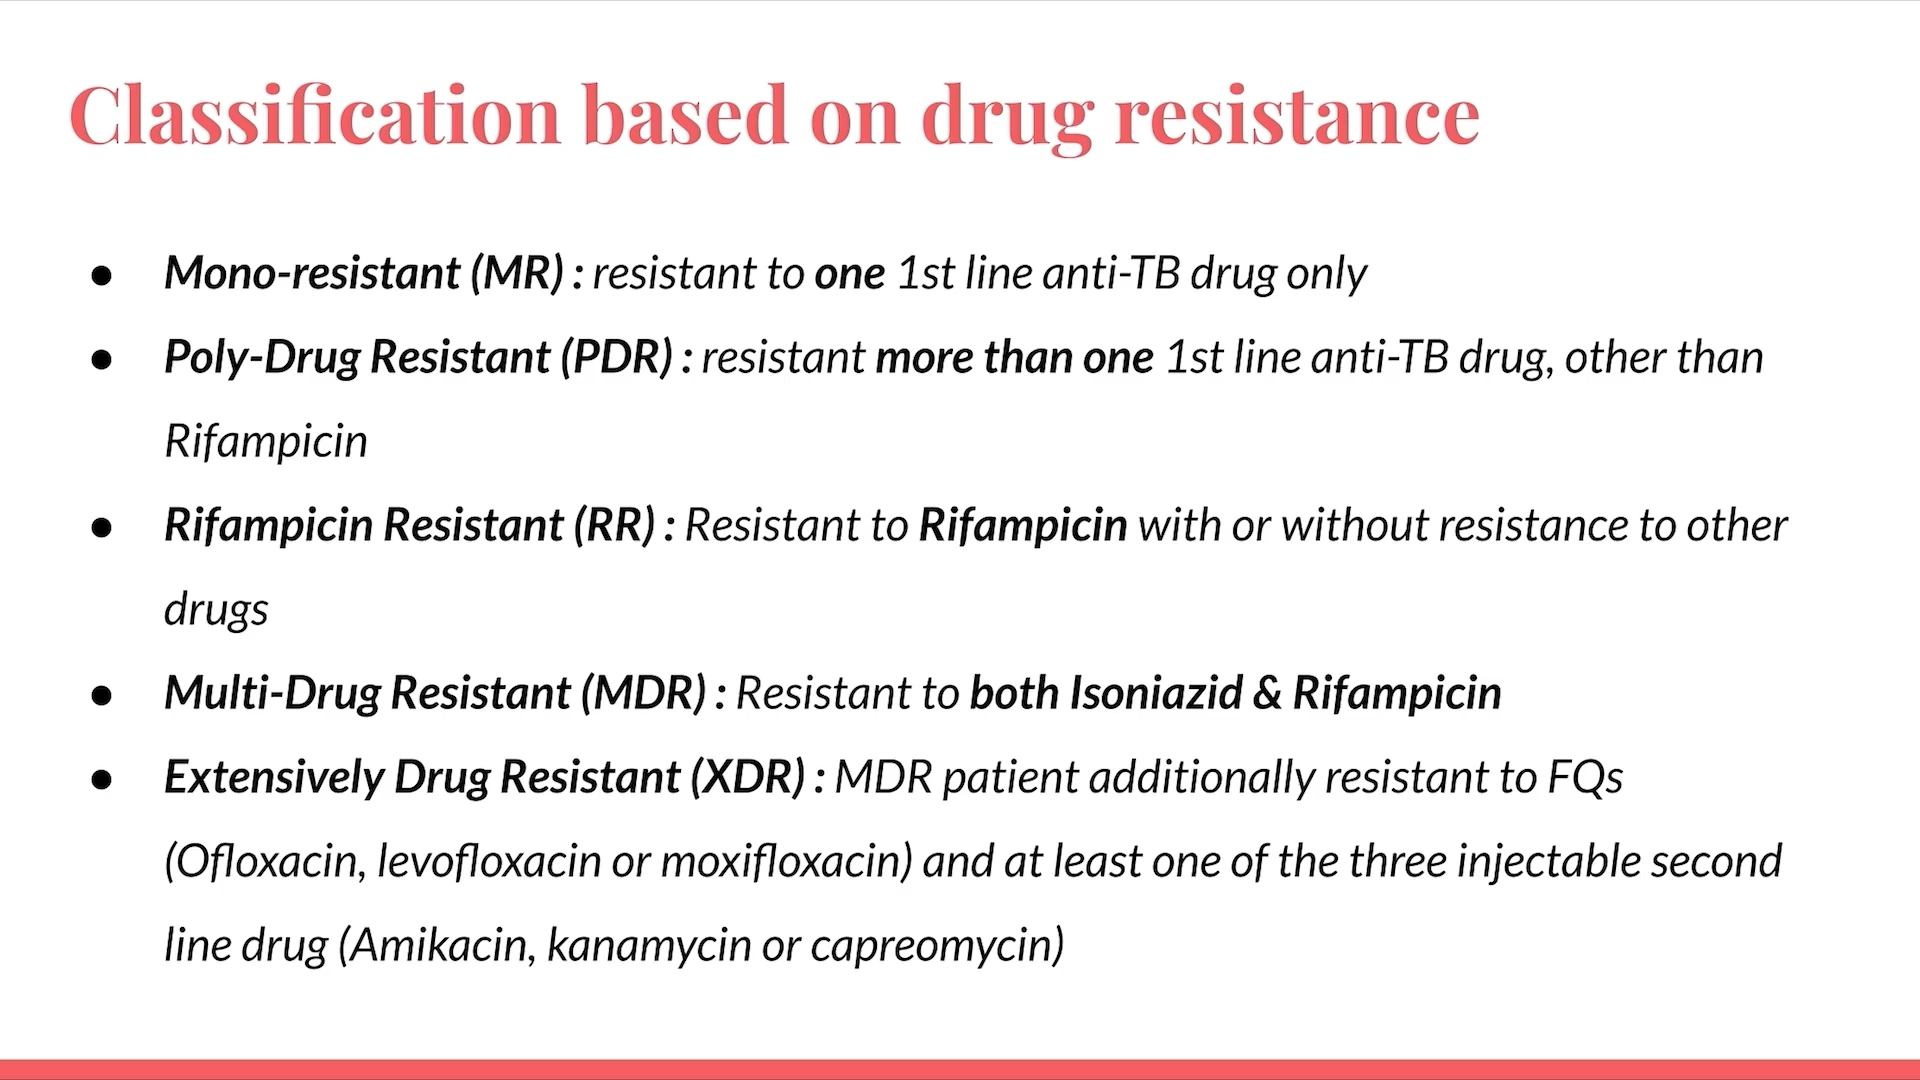 Classification based on drug resistance
● Mono-resistant (MR) : resistant to one 1st line anti-TB drug only
● Poly-Drug Resistant (PDR) : resistant more than one 1st line anti-TB drug, other than
Rifampicin
● Rifampicin Resistant (RR) : Resistant to Rifampicin with or without resistance to other
drugs
● Multi-Drug Resistant (MDR) : Resistant to both Isoniazid & Rifampicin
● Extensively Drug Resistant (XDR) : MDR patient additionally resistant to FQs
(Ofloxacin, levofloxacin or moxifloxacin) and at least one of the three injectable second
line drug (Amikacin, kanamycin or capreomycin)